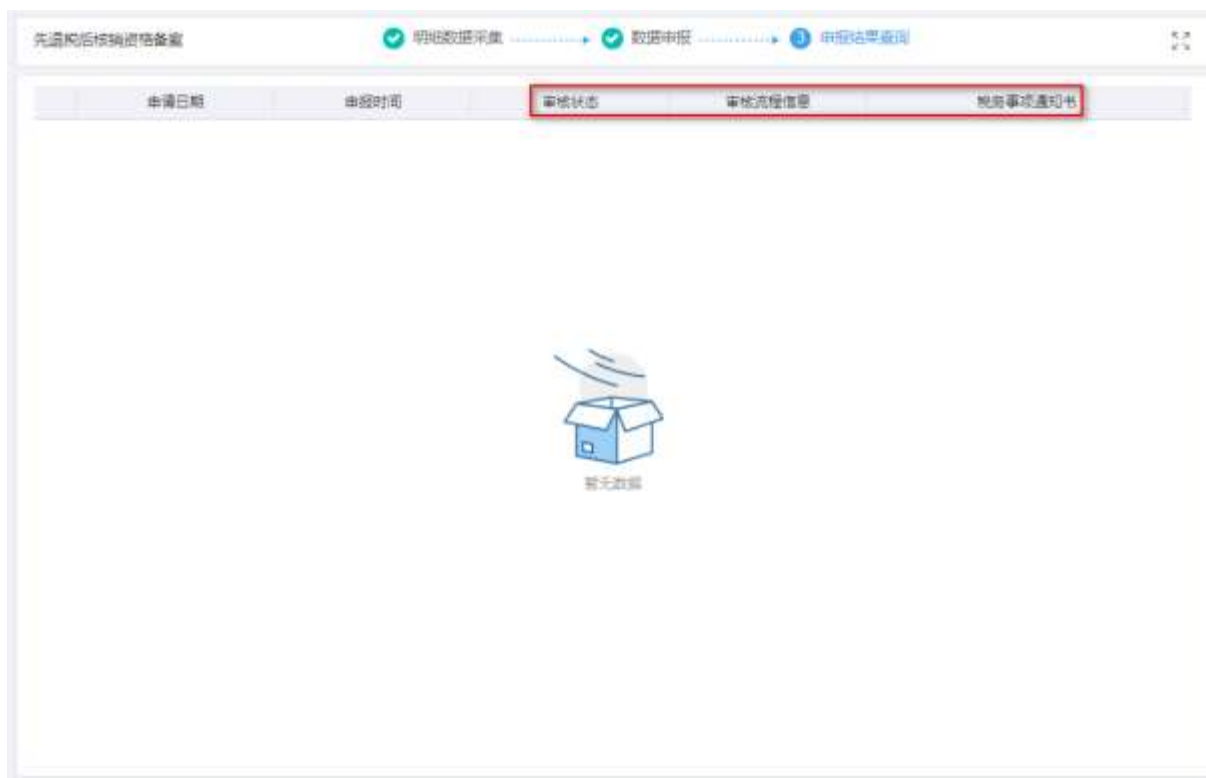 先退税后核销资格备案
明细数据采集
数据申报
3 申报结果查询
申请日期 申报时间 审核状态 审核流程信息 税务事项通知书
暂无数据